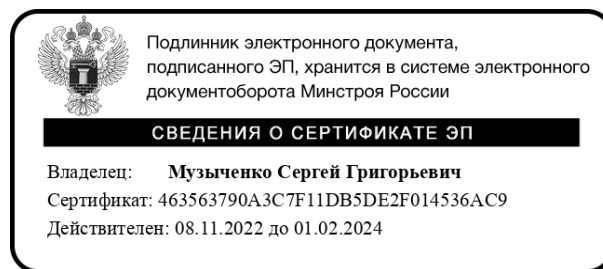 Подлинник электронного документа,
подписанного ЭП, хранится в системе электронного
документоборота Минстроя России
СВЕДЕНИЯ О СЕРТИФИКАТЕ ЭП
Владелец: Музыченко Сергей Григорьевич
Сертификат: 463563790A3C7F11DB5DE2F014536AC9
Действителен: 08.11.2022 до 01.02.2024